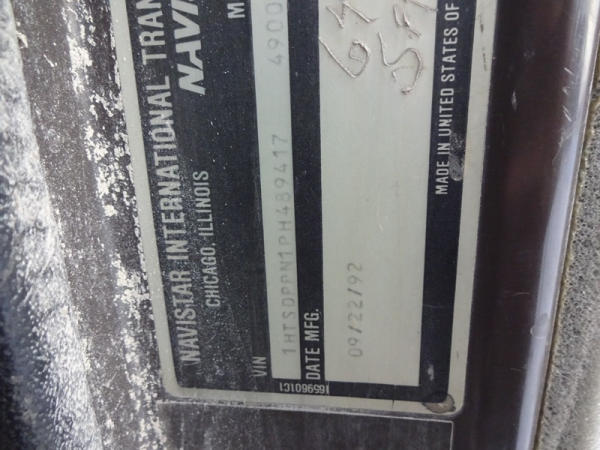 NAVISTAR INTERNATIONAL TRAN
CHICAGO, ILLINOIS
NAVI
M
VIN
1HTSDPPN1PH489417 4900
DATE MFG.
09/22/92
MADE IN UNITED STATES OF
1659601C1